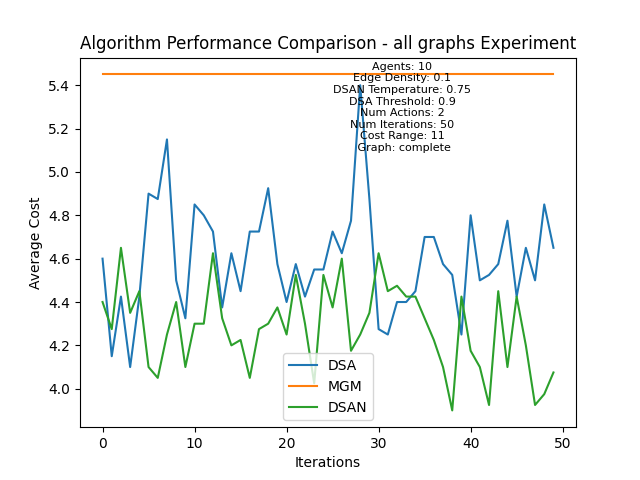 Algorithm Performance Comparison - all graphs Experiment
Agents: 10
Edge Density: 0.1
DSAN Temperature: 0.75
DSA Threshold: 0.9
Num Actions: 2
Num Iterations: 50
Cost Range: 11
Graph: complete
5.4
5.2
5.0
4.8
4.6
4.4
4.2
4.0
Average Cost
DSA
MGM
DSAN
0 10 20 30 40 50
Iterations